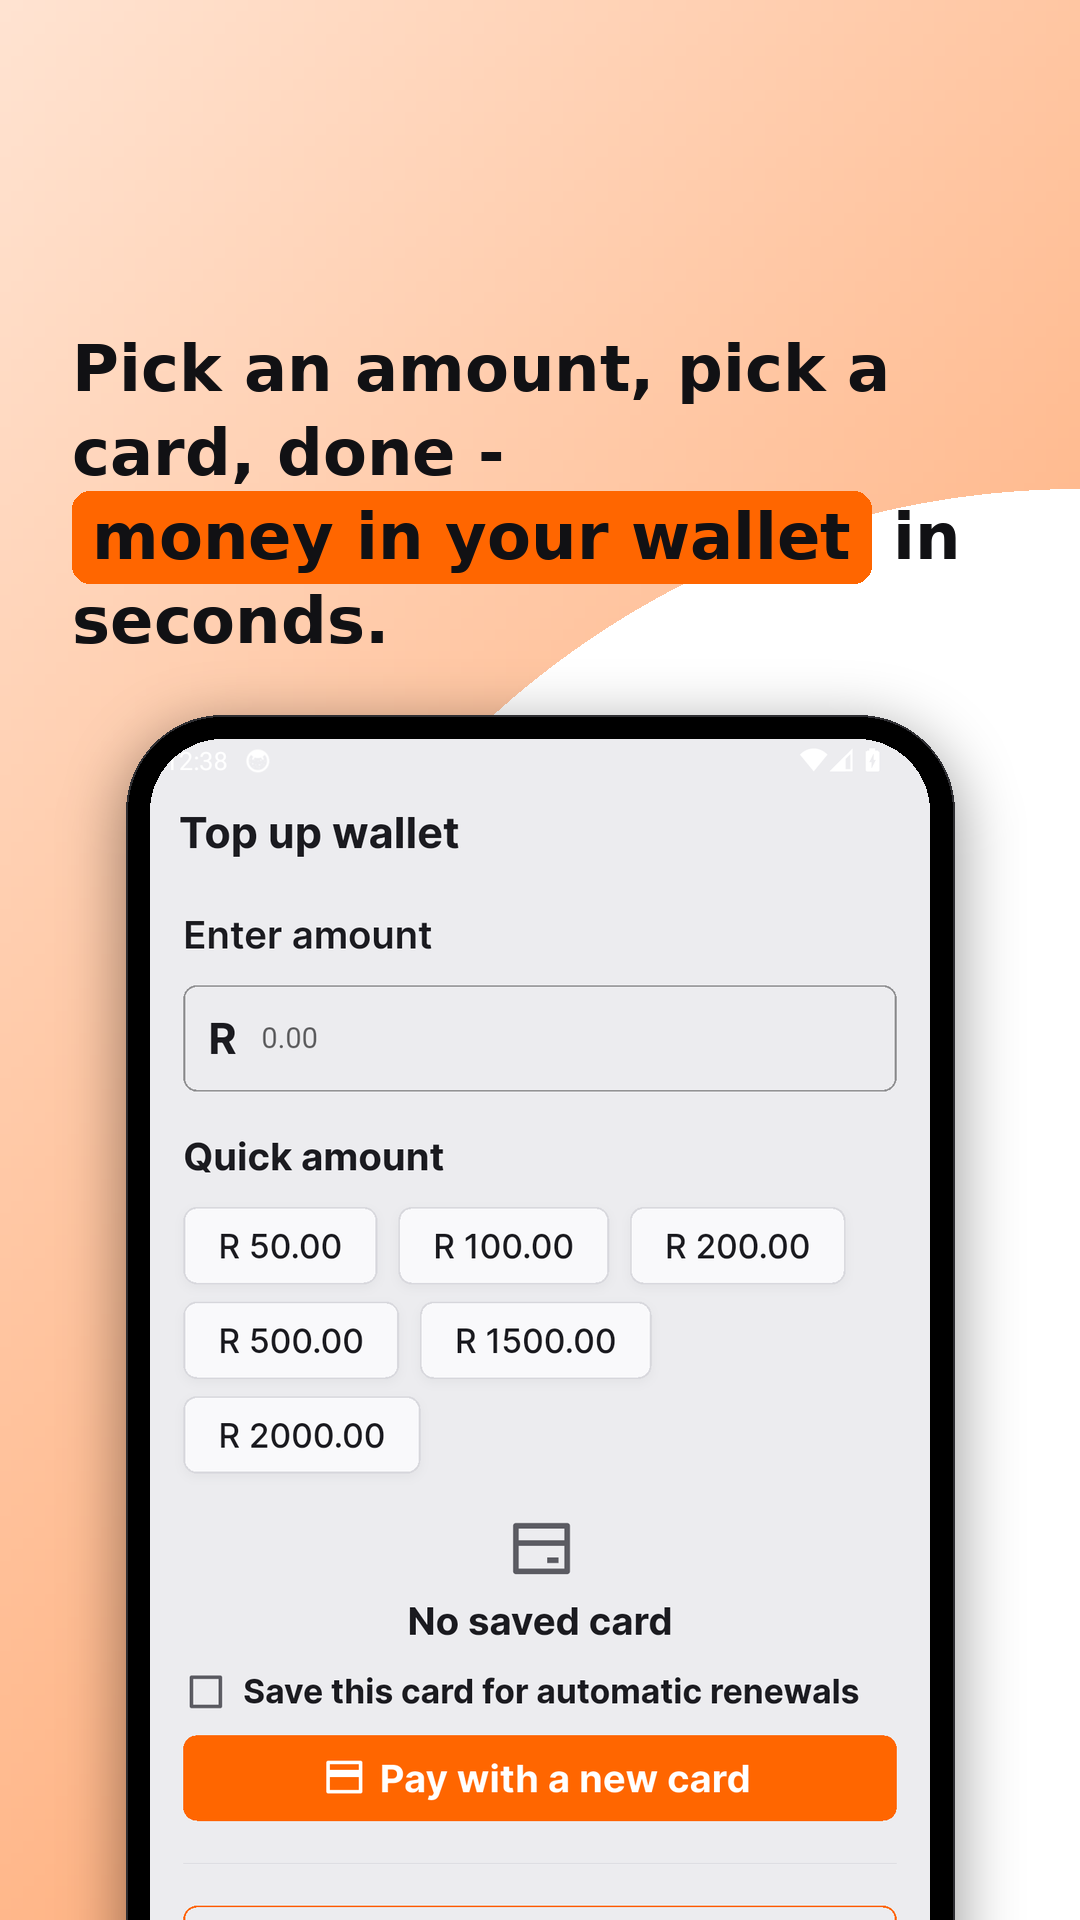 Pick an amount, pick a
card, done -
money in your wallet in
seconds.
12:38
Top up wallet
Enter amount
R 0.00
Quick amount
R 50.00 R 100.00 R 200.00
R 500.00 R 1500.00
R 2000.00
No saved card
Save this card for automatic renewals
Pay with a new card